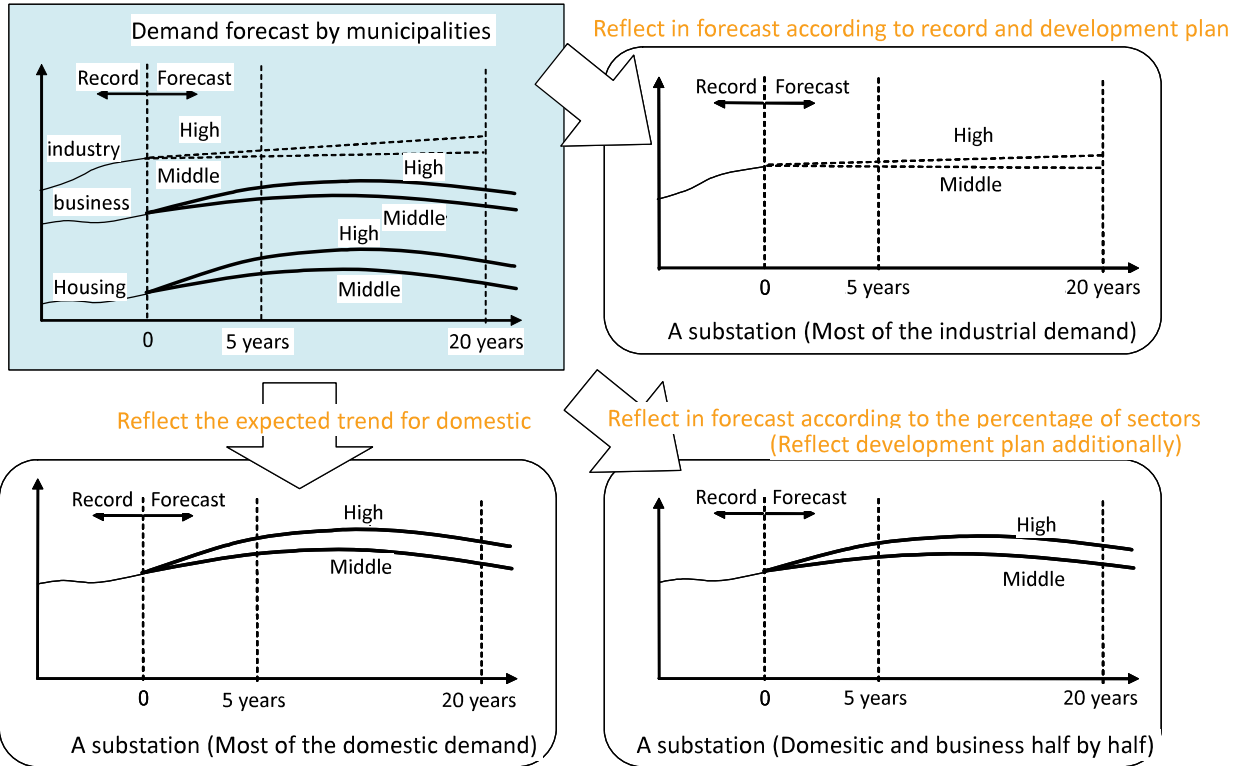 Demand forecast by municipalities
Record Forecast
industry
High
Middle
business
High
Middle
High
Housing
Middle
0 5 years 20 years
Reflect in forecast according to record and development plan
Record Forecast
High
Middle
0 5 years 20 years
A substation (Most of the industrial demand)
Reflect the expected trend for domestic
Record Forecast
High
Middle
0 5 years 20 years
A substation (Most of the domestic demand)
Reflect in forecast according to the percentage of sectors
(Reflect development plan additionally)
Record Forecast
High
Middle
0 5 years 20 years
A substation (Domesitic and business half by half)